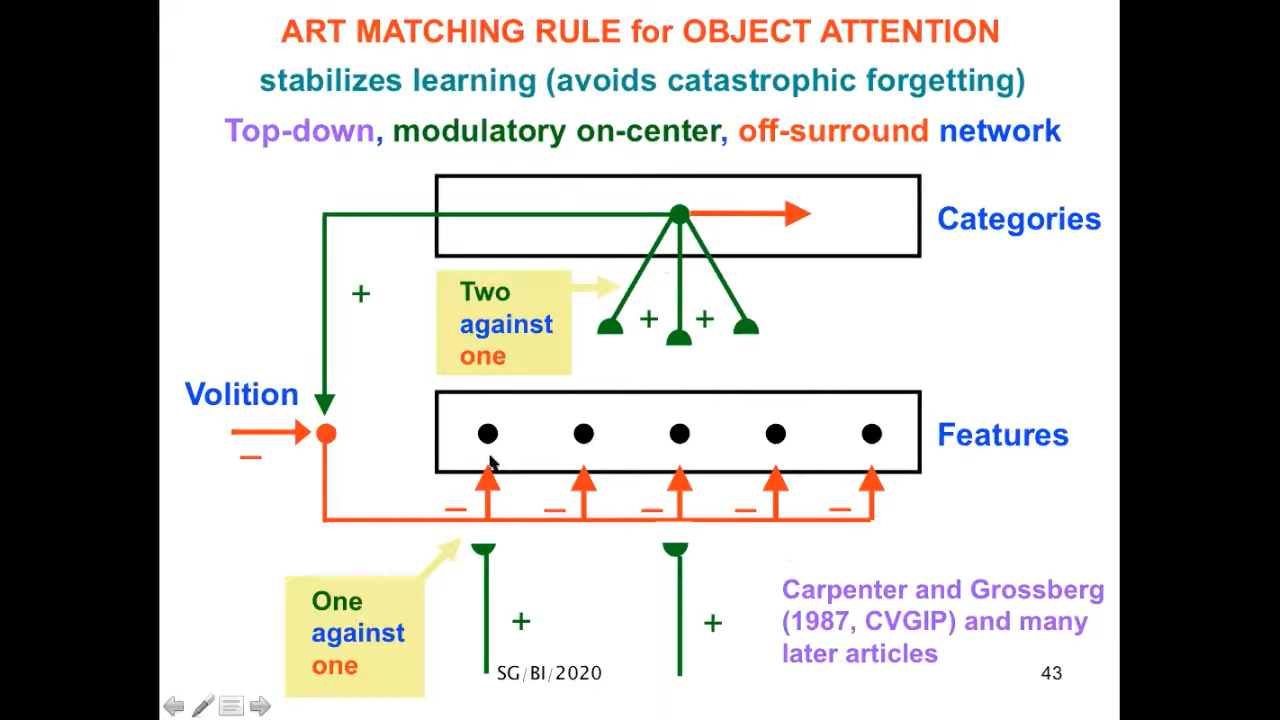 ART MATCHING RULE for OBJECT ATTENTION
stabilizes learning (avoids catastrophic forgetting)
Top-down, modulatory on-center, off-surround network
Categories
+
Two
against
one
+ +
Volition
Features
–
– – – – –
One
against
one
+
+
Carpenter and Grossberg
(1987, CVGIP) and many
later articles
SG/BI/2020
43